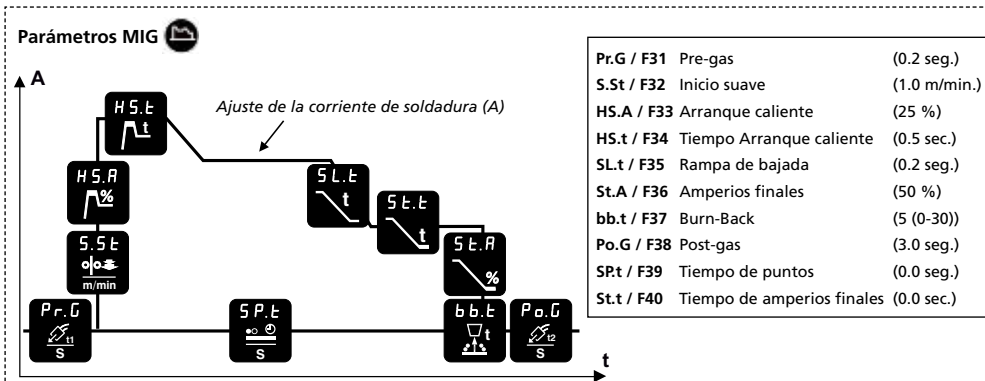 Parámetros MIG
A
Ajuste de la corriente de soldadura (A)
HS.t
t
HS.A
%
S.St
m/min
Pr.G
t1
S
SP.t
S
SL.t
t
St.t
t
St.A
%
bb.t
t
Po.G
t2
S
t
Pr.G / F31 Pre-gas (0.2 seg.)
S.St / F32 Inicio suave (1.0 m/min.)
HS.A / F33 Arranque caliente (25 %)
HS.t / F34 Tiempo Arranque caliente (0.5 sec.)
SL.t / F35 Rampa de bajada (0.2 seg.)
St.A / F36 Amperios finales (50 %)
bb.t / F37 Burn-Back (5 (0-30))
Po.G / F38 Post-gas (3.0 seg.)
SP.t / F39 Tiempo de puntos (0.0 seg.)
St.t / F40 Tiempo de amperios finales (0.0 sec.)